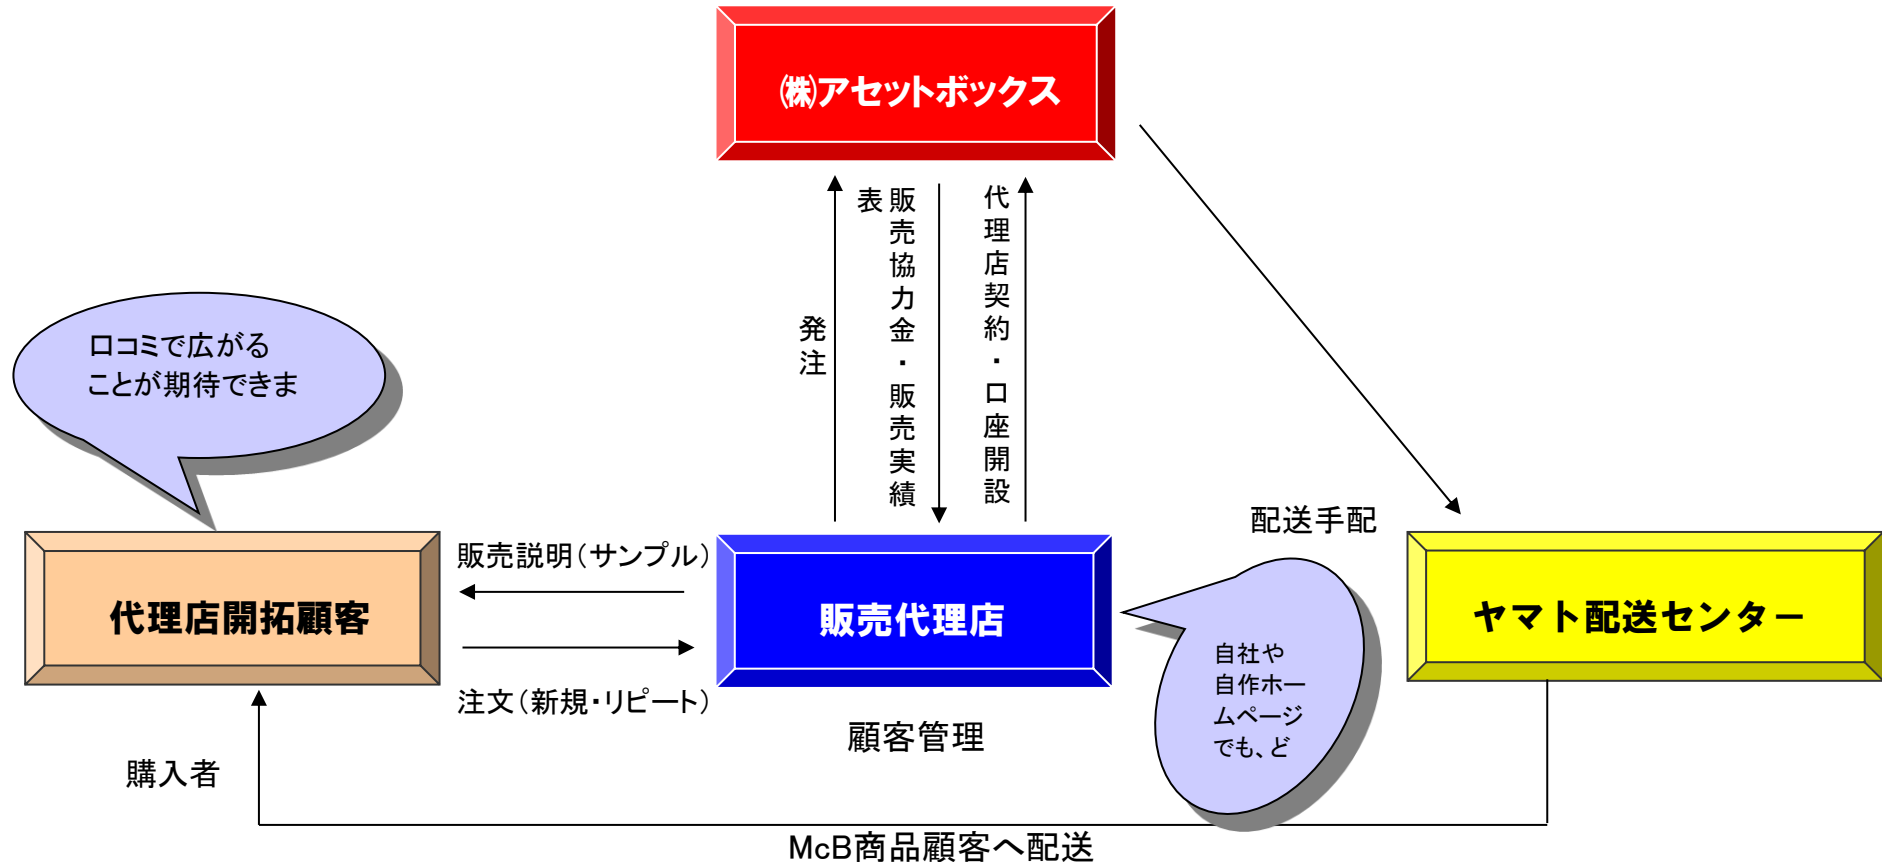 ㈱アセットボックス
発注
販売協力金・販売実績
表
代理店契約・口座開設
口コミで広がる
ことが期待できま
配送手配
販売説明(サンプル)
代理店開拓顧客
販売代理店
ヤマト配送センター
自社や
自作ホー
ムページ
でも、ど
注文(新規・リピート)
顧客管理
購入者
McB商品顧客へ配送